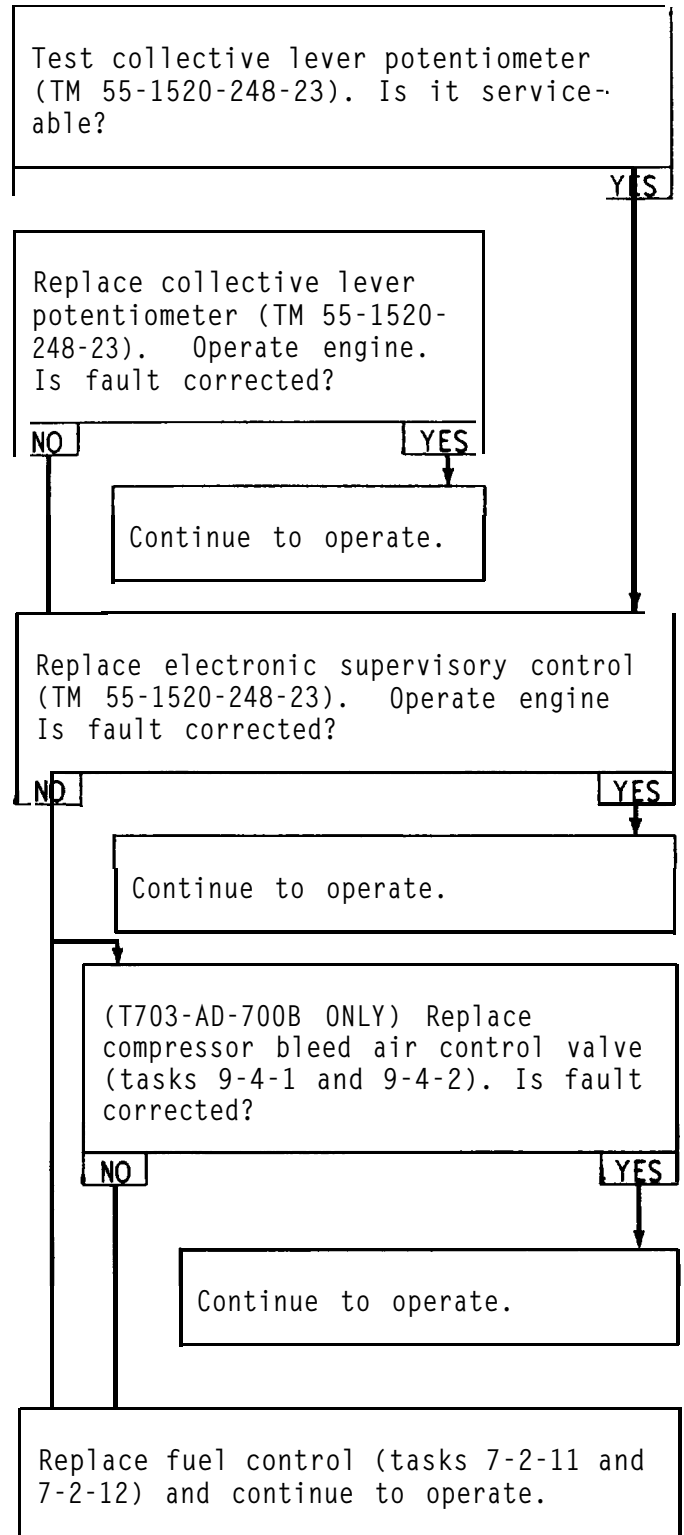 Test collective lever potentiometer
(TM 55-1520-248-23). Is it service-
able?
YES
Replace collective lever
potentiometer (TM 55-1520-
248-23). Operate engine.
Is fault corrected?
NO YES
Continue to operate.
Replace electronic supervisory control
(TM 55-1520-248-23). Operate engine
Is fault corrected?
NO YES
Continue to operate.
(T703-AD-700B ONLY) Replace
compressor bleed air control valve
(tasks 9-4-1 and 9-4-2). Is fault
corrected?
NO YES
Continue to operate.
Replace fuel control (tasks 7-2-11 and
7-2-12) and continue to operate.